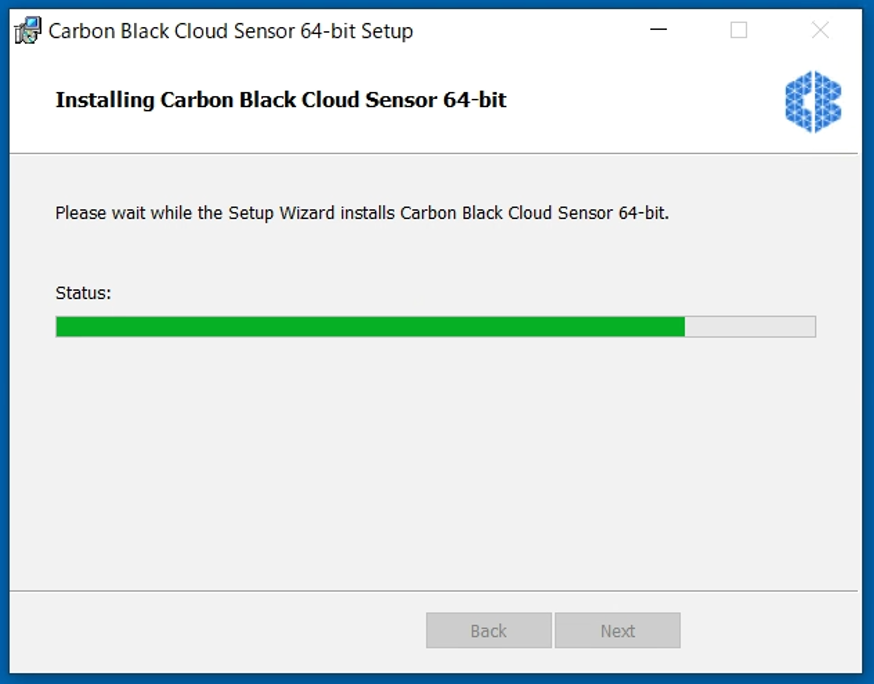 Carbon Black Cloud Sensor 64-bit Setup
Installing Carbon Black Cloud Sensor 64-bit
Please wait while the Setup Wizard installs Carbon Black Cloud Sensor 64-bit.
Status:
Back Next